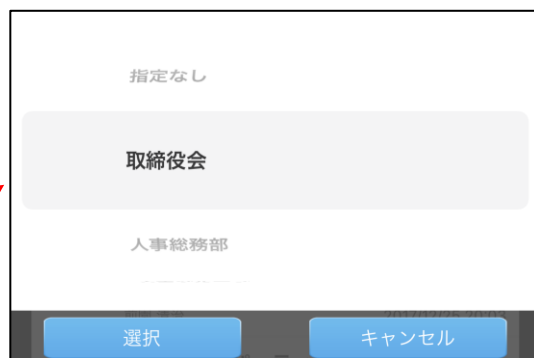 指定なし
取締役会
人事総務部
選択
キャンセル